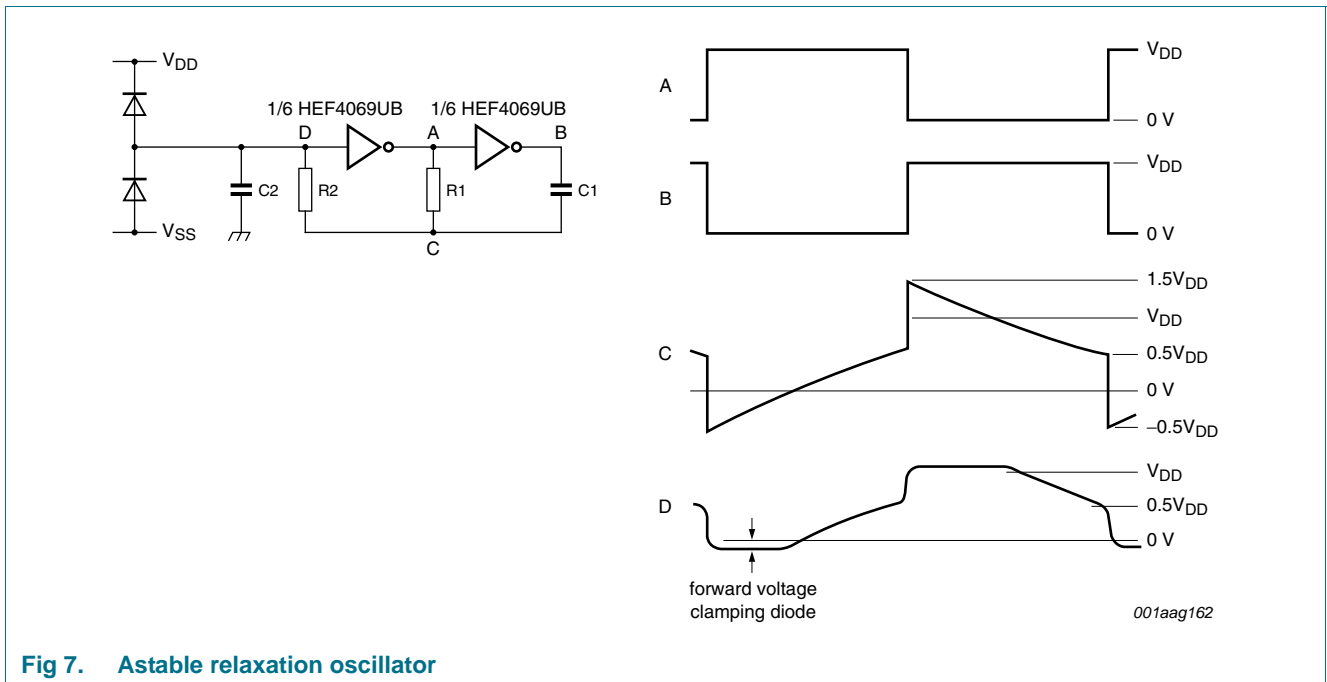 VDD
1/6 HEF4069UB 1/6 HEF4069UB
D A B
C2 R2 R1 C1
VSS
C
A
VDD
0 V
B
VDD
0 V
C
1.5VDD
VDD
0.5VDD
0 V
−0.5VDD
D
VDD
0.5VDD
0 V
forward voltage
clamping diode
001aag162
Fig 7. Astable relaxation oscillator